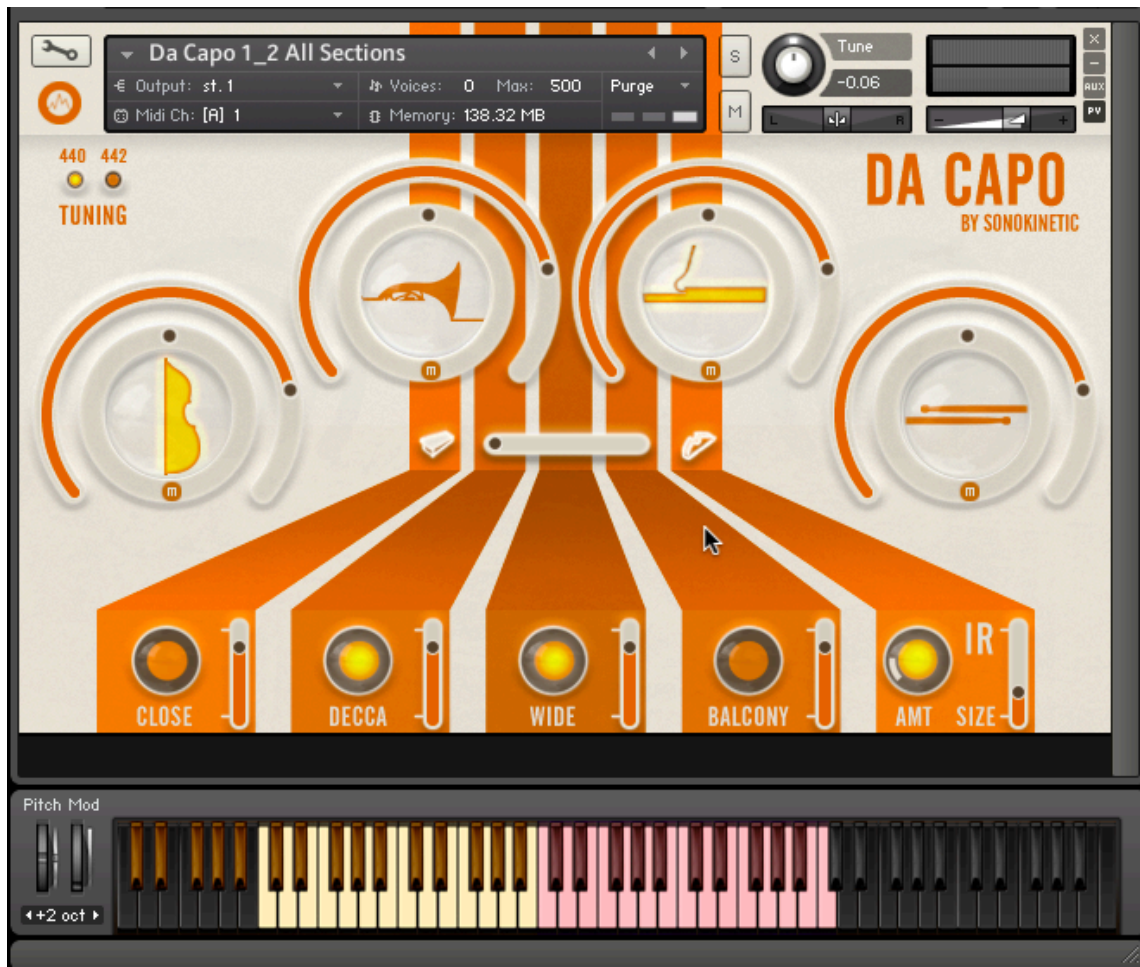 Da Capo 1_2 All Sections
Output: st. 1
Voices: 0 Max: 500
Purge
Midi Ch: [A] 1
Memory: 138.32 MB
S
M
Tune
-0.06
L R
- +
X
-
AUX
PV
440 442
TUNING
DA CAPO
BY SONOKINETIC
m
m
m
m
CLOSE
DECCA
WIDE
BALCONY
AMT
IR
SIZE
Pitch Mod
+2 oct